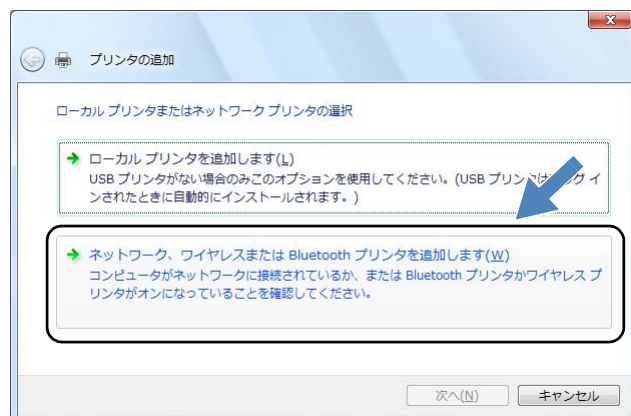 プリンタの追加
ローカル プリンタまたはネットワーク プリンタの選択
ローカル プリンタを追加します(L)
USB プリンタがない場合のみこのオプションを使用してください。(USB プリンタは グ イ
ンされたときに自動的にインストールされます。)
ネットワーク、ワイヤレスまたは Bluetooth プリンタを追加します(W)
コンピュータがネットワークに接続されているか、または Bluetooth プリンタかワイヤレス プ
リンタがオンになっていることを確認してください。
次へ(N)
キャンセル